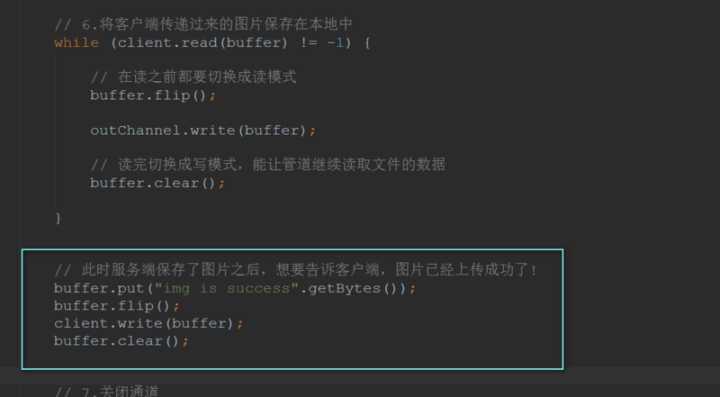 // 6.将客户端传递过来的图片保存在本地中
while (client.read(buffer) != -1) {
// 在读之前都要切换成读模式
buffer.flip();
outChannel.write(buffer);
// 读完切换成写模式，能让管道继续读取文件的数据
buffer.clear();
}
// 此时服务端保存了图片之后，想要告诉客户端，图片已经上传成功了！
buffer.put("img is success".getBytes());
buffer.flip();
client.write(buffer);
buffer.clear();
// 7.关闭通道